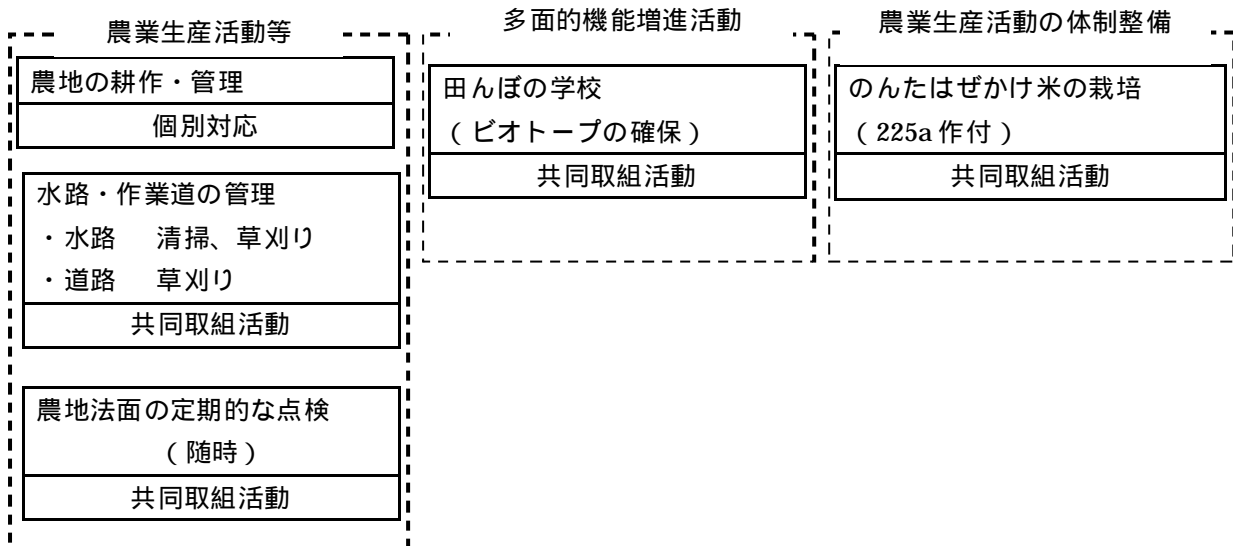 農業生産活動等
農地の耕作・管理
個別対応
水路・作業道の管理
・水路　清掃、草刈り
・道路　草刈り
共同取組活動
農地法面の定期的な点検
（随時）
共同取組活動
多面的機能増進活動
田んぼの学校
（ビオトープの確保）
共同取組活動
農業生産活動の体制整備
のんたはぜかけ米の栽培
（225a作付）
共同取組活動